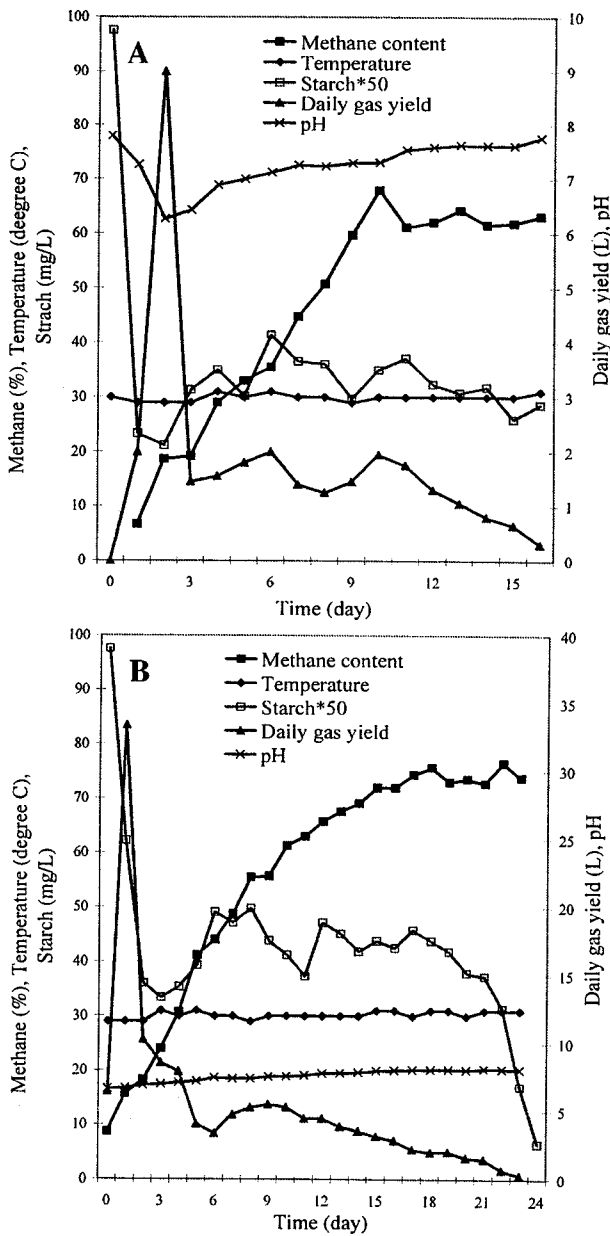 A
Methane content
Temperature
Starch*50
Daily gas yield
pH
Methane (%), Temperature (deegree C),
Strach (mg/L)
100
90
80
70
60
50
40
30
20
10
0
10
9
8
7
6
5
4
3
2
1
0
Daily gas yield (L), pH
0
3
6
9
12
15
Time (day)
B
Methane content
Temperature
Starch*50
Daily gas yield
pH
Methane (%), Temperature (degree C),
Starch (mg/L)
100
90
80
70
60
50
40
30
20
10
0
40
35
30
25
20
15
10
5
0
Daily gas yield (L), pH
0
3
6
9
12
15
18
21
24
Time (day)